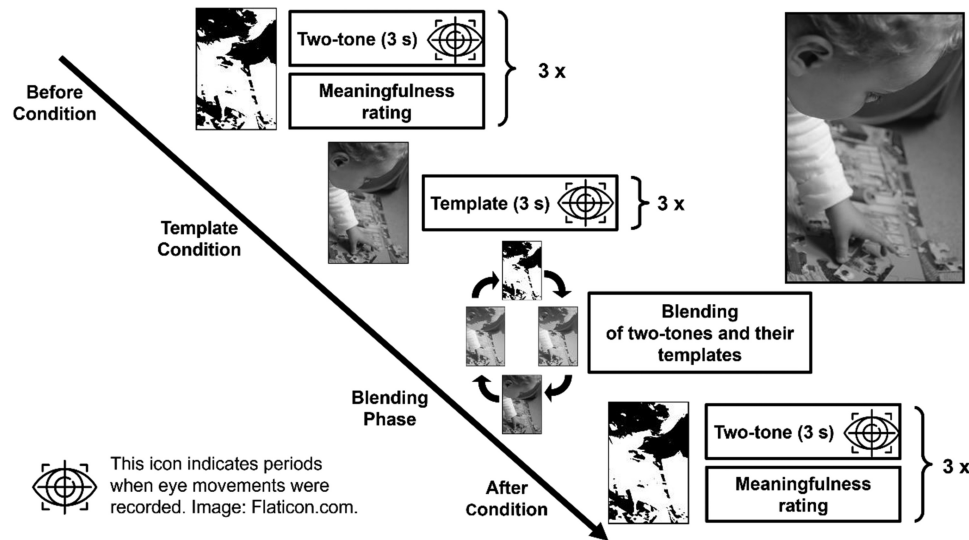 Before
Condition
Two-tone (3 s)
Meaningfulness
rating
3 x
Template
Condition
Template (3 s)
3 x
Blending
Phase
Blending
of two-tones and their
templates
After
Condition
Two-tone (3 s)
Meaningfulness
rating
3 x
This icon indicates periods
when eye movements were
recorded. Image: Flaticon.com.